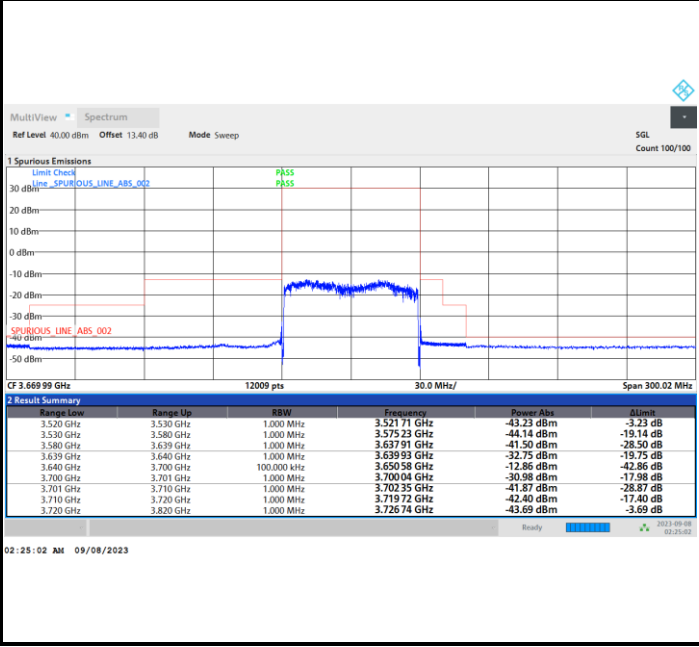 MultiView Spectrum
Ref Level 40.00 dBm Offset 13.40 dB Mode Sweep SGL
Count 100/100
1 Spurious Emissions
Limit Check PASS
Line _SPURIOUS_LINE_ABS_002 PASS
30 dBm
20 dBm
10 dBm
0 dBm
-10 dBm
-20 dBm
-30 dBm
SPURIOUS_LINE_ABS_002
-40 dBm
-50 dBm
CF 3.669 99 GHz 12009 pts 30.0 MHz/ Span 300.02 MHz
2 Result Summary
Range Low Range Up RBW Frequency Power Abs ΔLimit
3.520 GHz 3.530 GHz 1.000 MHz 3.521 71 GHz -43.23 dBm -3.23 dB
3.530 GHz 3.580 GHz 1.000 MHz 3.575 23 GHz -44.14 dBm -19.14 dB
3.580 GHz 3.639 GHz 1.000 MHz 3.637 91 GHz -41.50 dBm -28.50 dB
3.639 GHz 3.640 GHz 1.000 MHz 3.639 93 GHz -32.75 dBm -19.75 dB
3.640 GHz 3.700 GHz 100.000 kHz 3.650 58 GHz -12.86 dBm -42.86 dB
3.700 GHz 3.701 GHz 1.000 MHz 3.700 04 GHz -30.98 dBm -17.98 dB
3.701 GHz 3.710 GHz 1.000 MHz 3.702 35 GHz -41.87 dBm -28.87 dB
3.710 GHz 3.720 GHz 1.000 MHz 3.719 72 GHz -42.40 dBm -17.40 dB
3.720 GHz 3.820 GHz 1.000 MHz 3.726 74 GHz -43.69 dBm -3.69 dB
Ready 2023-09-08
02:25:02
02:25:02 AM 09/08/2023